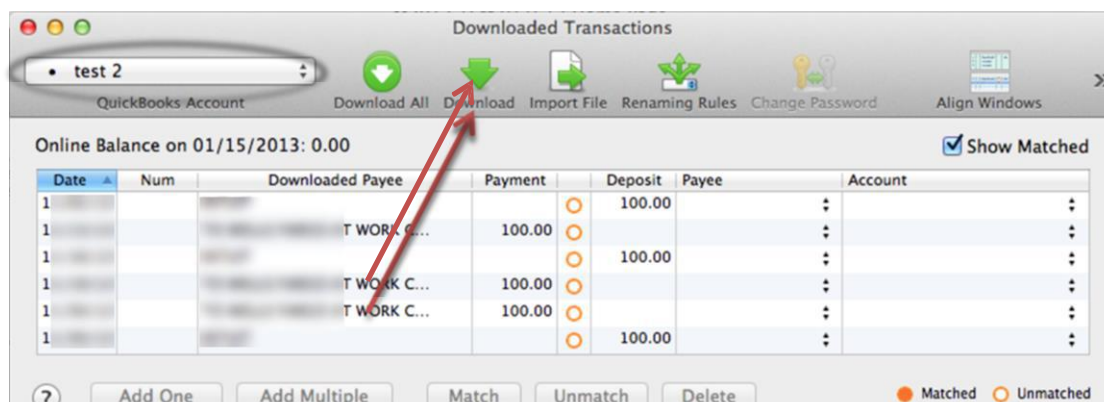 Downloaded Transactions
• test 2
QuickBooks Account Download All Download Import File Renaming Rules Change Password Align Windows
Online Balance on 01/15/2013: 0.00 Show Matched
Date Num Downloaded Payee Payment Deposit Payee Account
1 100.00
1 T WORK C... 100.00
1 100.00
1 T WORK C... 100.00
1 T WORK C... 100.00
1 100.00
? Add One Add Multiple Match Unmatch Delete Matched Unmatched